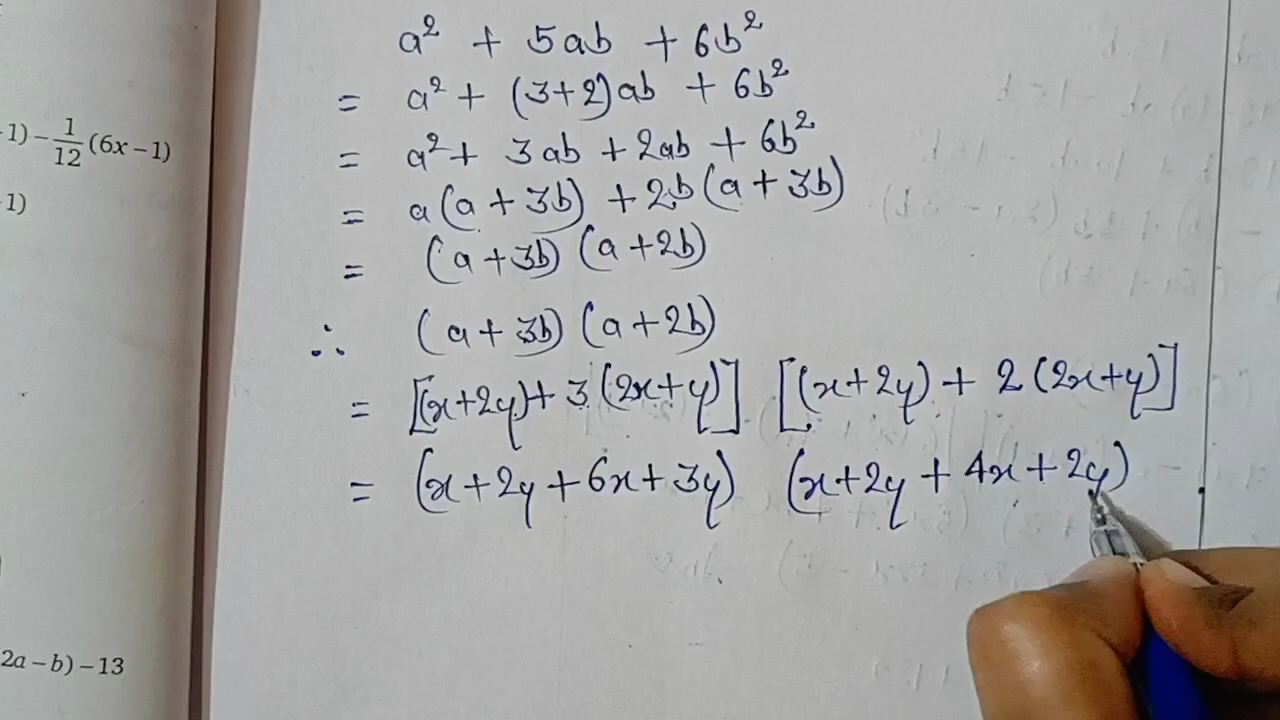 a² + 5ab + 6b²
= a² + (3+2)ab + 6b²
= a² + 3ab + 2ab + 6b²
= a(a + 3b) + 2b(a + 3b)
= (a + 3b) (a + 2b)
∴ (a + 3b) (a + 2b)
= [(x+2y) + 3(2x+y)] [(x+2y) + 2(2x+y)]
= (x+2y+6x+3y) (x+2y+4x+2y)
1) – 1/12 (6x – 1)
1)
2a – b) – 13